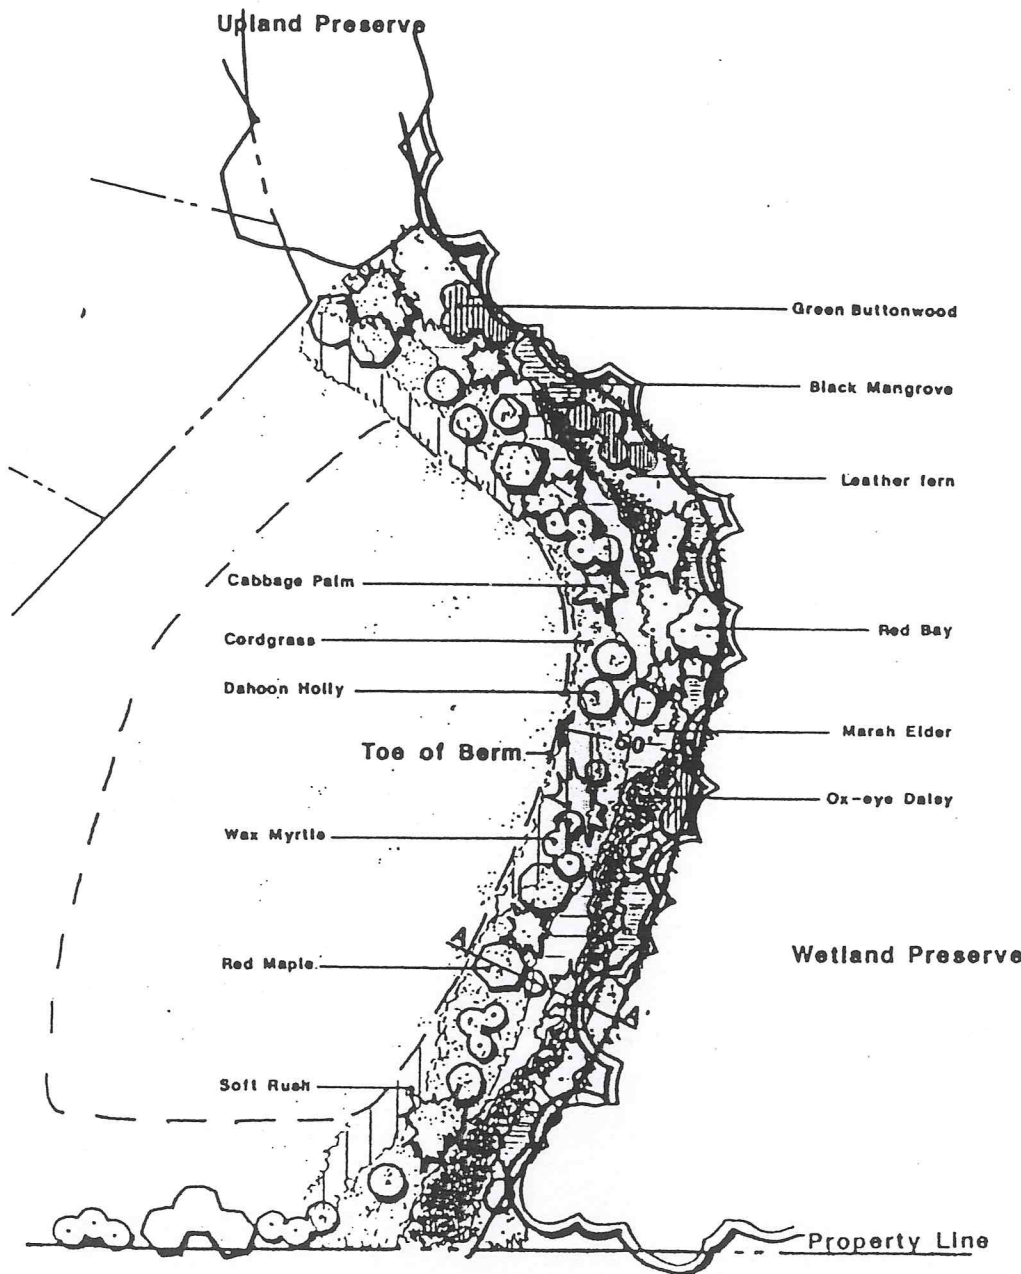 Upland Preserve
Green Buttonwood
Black Mangrove
Leather fern
Cabbage Palm
Red Bay
Cordgrass
Dahoon Holly
Marsh Elder
60'
Toe of Berm
Ox-eye Daisy
Wax Myrtle
A
Wetland Preserve
Red Maple
A'
Soft Rush
Property Line